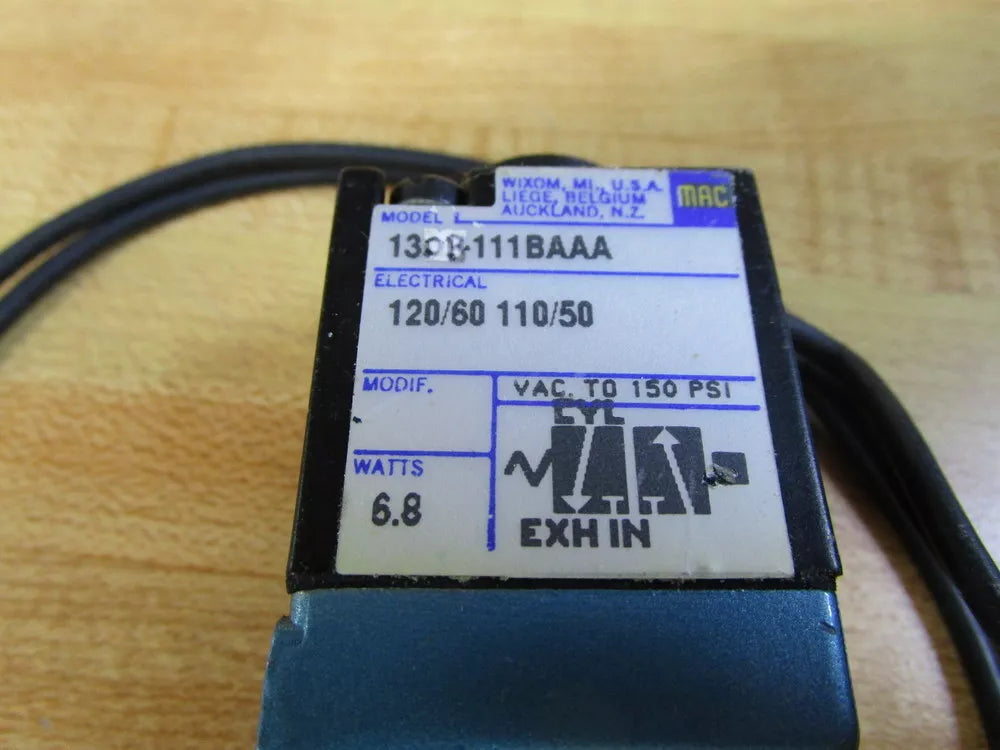 WIXOM, MI., U.S.A.
LIEGE, BELGIUM
AUCKLAND, N.Z.
MAC
MODEL
ELECTRICAL
120/60 110/50
MODIF.
VAC. TO 150 PSI
CYL
WATTS
6.8
EXH IN